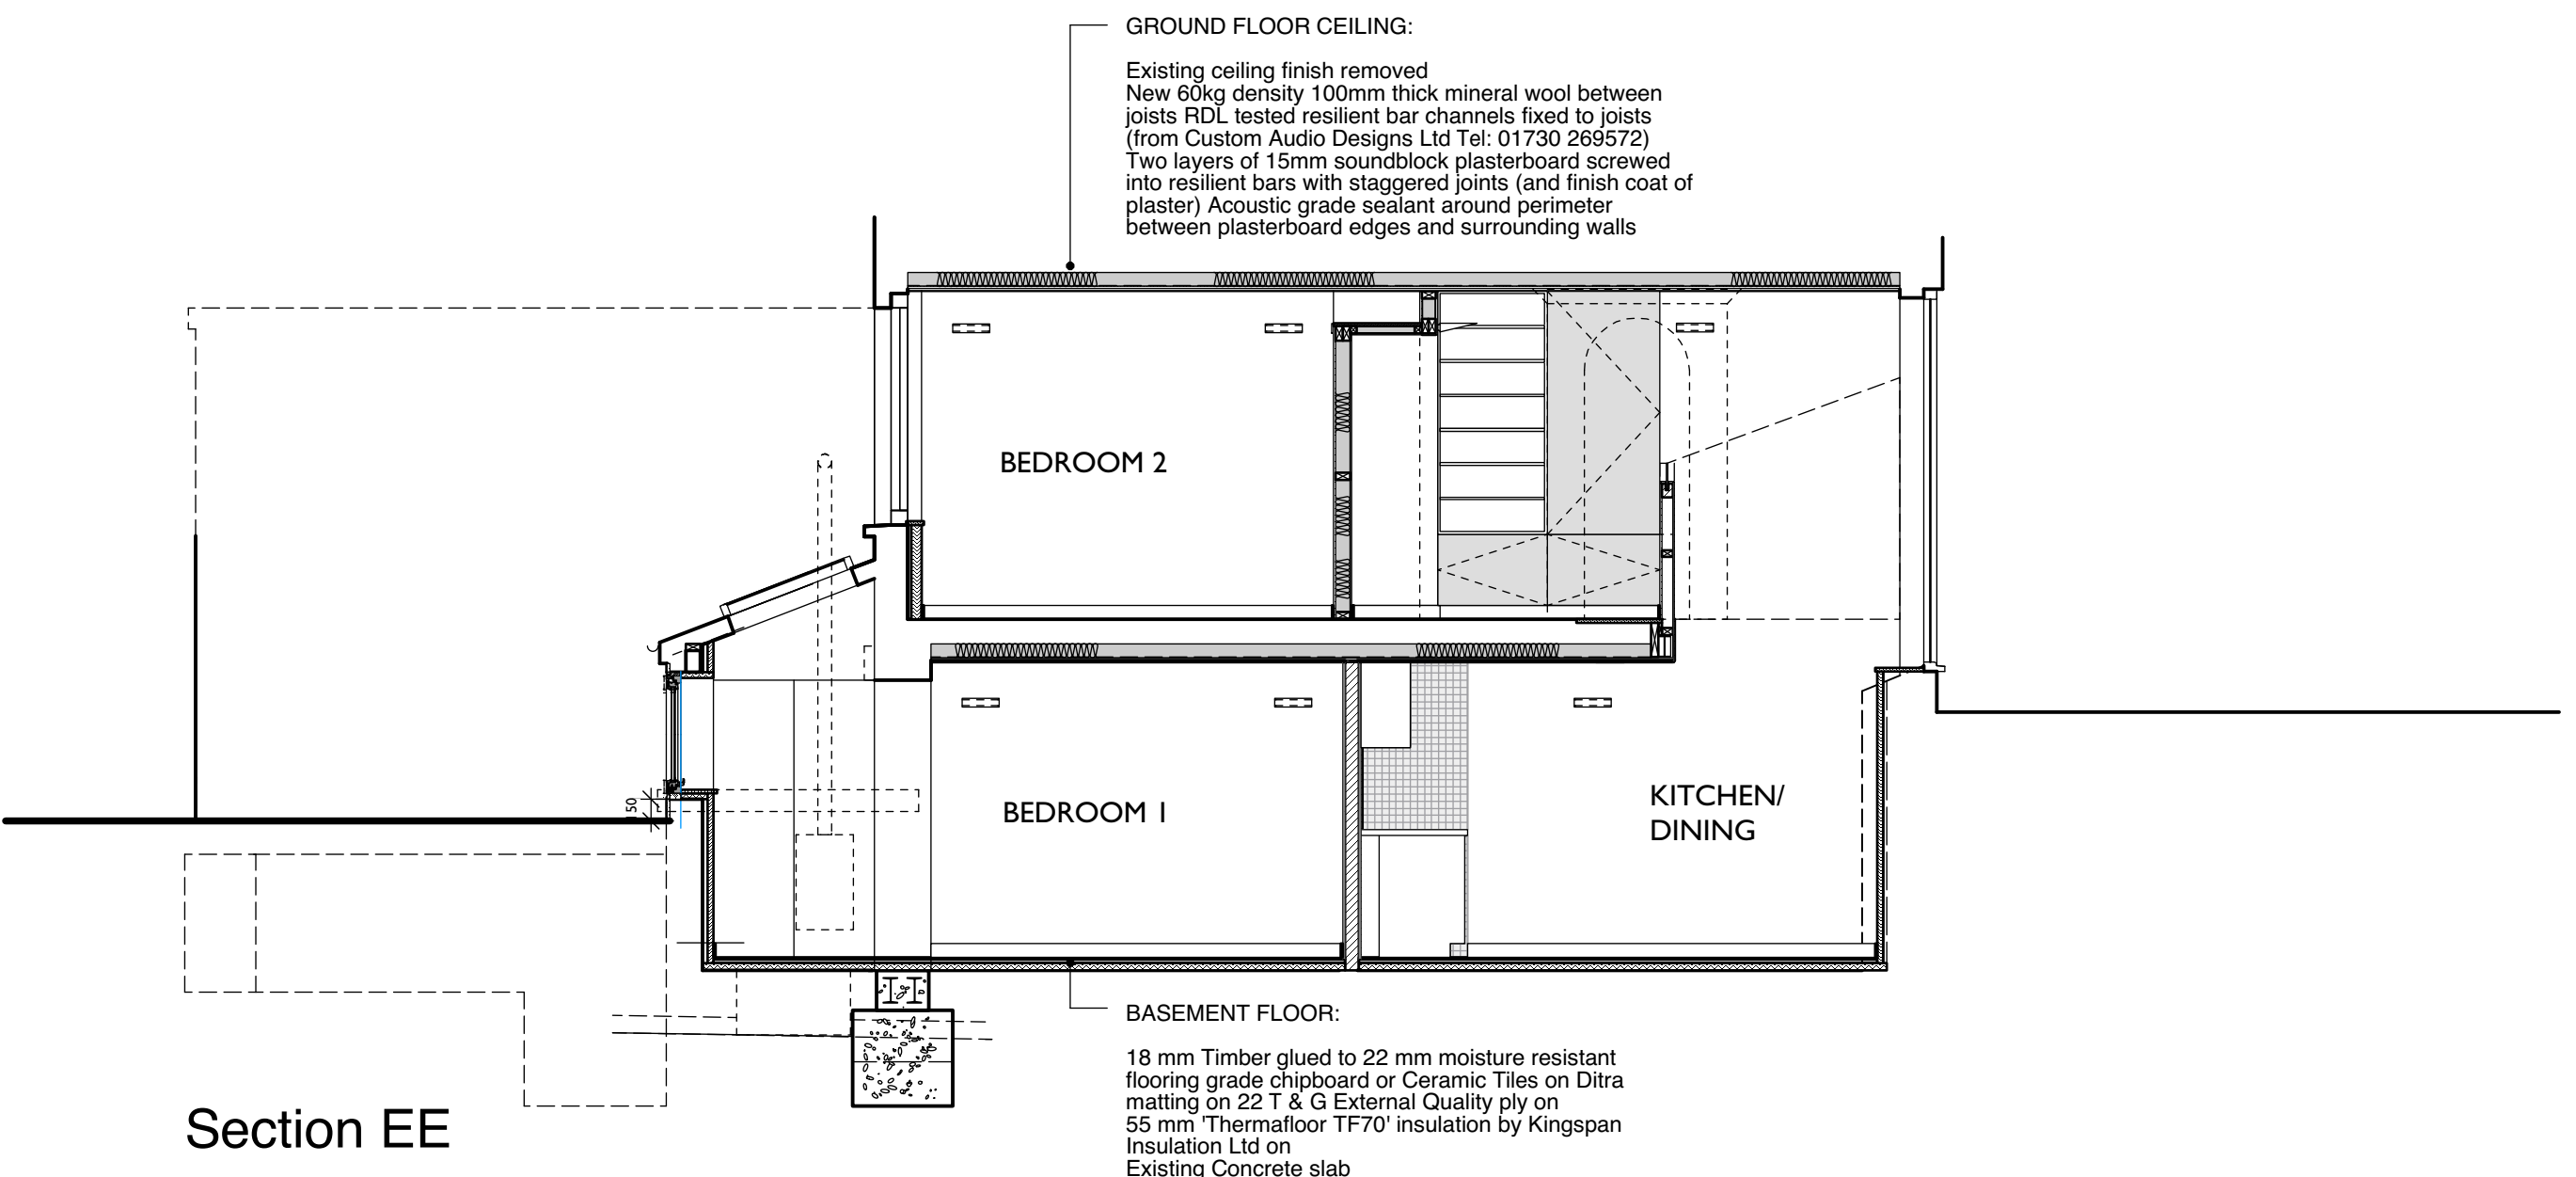 GROUND FLOOR CEILING:
Existing ceiling finish removed
New 60kg density 100mm thick mineral wool between
joists RDL tested resilient bar channels fixed to joists
(from Custom Audio Designs Ltd Tel: 01730 269572)
Two layers of 15mm soundblock plasterboard screwed
into resilient bars with staggered joints (and finish coat of
plaster) Acoustic grade sealant around perimeter
between plasterboard edges and surrounding walls
BEDROOM 2
BEDROOM 1
KITCHEN/
DINING
150
BASEMENT FLOOR:
18 mm Timber glued to 22 mm moisture resistant
flooring grade chipboard or Ceramic Tiles on Ditra
matting on 22 T & G External Quality ply on
55 mm 'Thermafloor TF70' insulation by Kingspan
Insulation Ltd on
Existing Concrete slab
Section EE